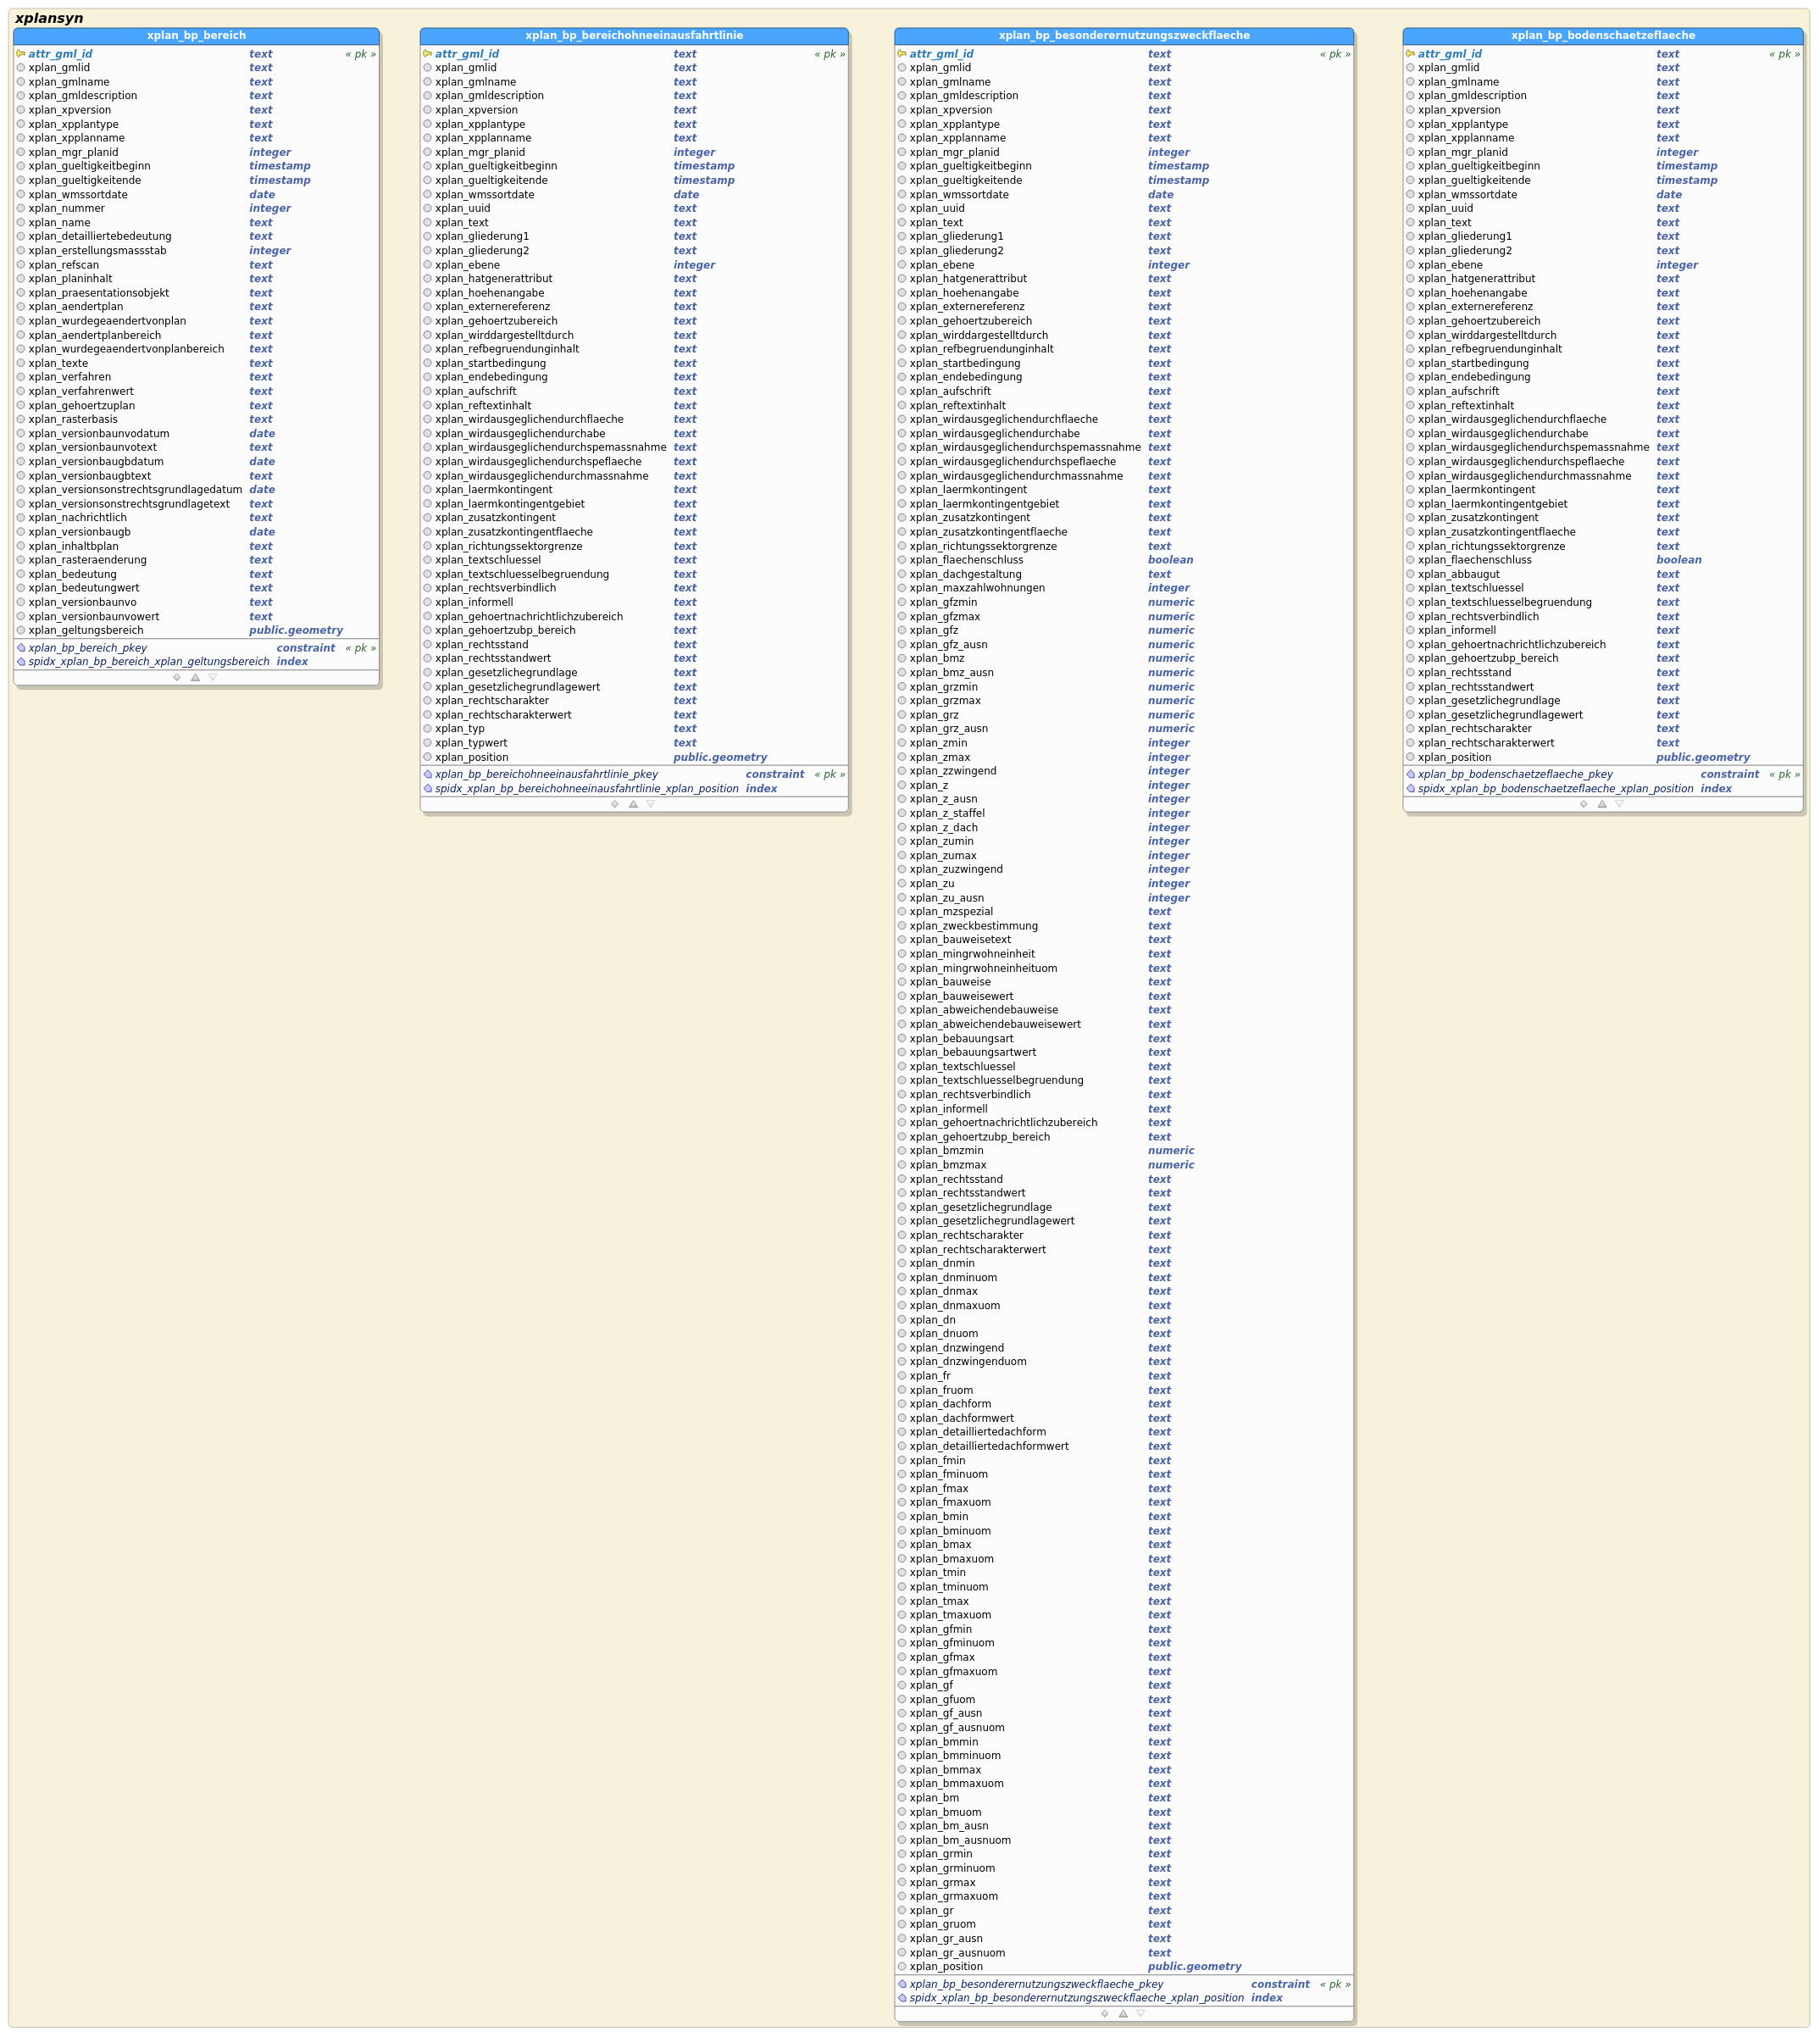 xplansyn
xplan_bp_bereich
attr_gml_id text « pk »
xplan_gmlid text
xplan_gmlname text
xplan_gmldescription text
xplan_xpversion text
xplan_xpplantype text
xplan_xpplanname text
xplan_mgr_planid integer
xplan_gueltigkeitbeginn timestamp
xplan_gueltigkeitende timestamp
xplan_wmssortdate date
xplan_nummer integer
xplan_name text
xplan_detailliertebedeutung text
xplan_erstellungsmassstab integer
xplan_refscan text
xplan_planinhalt text
xplan_praesentationsobjekt text
xplan_aendertplan text
xplan_wurdegeaendertvonplan text
xplan_aendertplanbereich text
xplan_wurdegeaendertvonplanbereich text
xplan_texte text
xplan_verfahren text
xplan_verfahrenwert text
xplan_gehoertzuplan text
xplan_rasterbasis text
xplan_versionbaunvodatum date
xplan_versionbaunvotext text
xplan_versionbaugbdatum date
xplan_versionbaugbtext text
xplan_versionsonstrechtsgrundlagedatum date
xplan_versionsonstrechtsgrundlagetext text
xplan_nachrichtlich text
xplan_versionbaugb date
xplan_inhaltbplan text
xplan_rasteraenderung text
xplan_bedeutung text
xplan_bedeutungwert text
xplan_versionbaunvo text
xplan_versionbaunvowert text
xplan_geltungsbereich public.geometry
xplan_bp_bereich_pkey constraint « pk »
spidx_xplan_bp_bereich_xplan_geltungsbereich index
xplan_bp_bereichohneeinausfahrtlinie
attr_gml_id text « pk »
xplan_gmlid text
xplan_gmlname text
xplan_gmldescription text
xplan_xpversion text
xplan_xpplantype text
xplan_xpplanname text
xplan_mgr_planid integer
xplan_gueltigkeitbeginn timestamp
xplan_gueltigkeitende timestamp
xplan_wmssortdate date
xplan_uuid text
xplan_text text
xplan_gliederung1 text
xplan_gliederung2 text
xplan_ebene integer
xplan_hatgenerattribut text
xplan_hoehenangabe text
xplan_externereferenz text
xplan_gehoertzubereich text
xplan_wirddargestelltdurch text
xplan_refbegruendunginhalt text
xplan_startbedingung text
xplan_endebedingung text
xplan_aufschrift text
xplan_reftextinhalt text
xplan_wirdausgeglichendurchflaeche text
xplan_wirdausgeglichendurchabe text
xplan_wirdausgeglichendurchspemassnahme text
xplan_wirdausgeglichendurchspeflaeche text
xplan_wirdausgeglichendurchmassnahme text
xplan_laermkontingent text
xplan_laermkontingentgebiet text
xplan_zusatzkontingent text
xplan_zusatzkontingentflaeche text
xplan_richtungssektorgrenze text
xplan_textschluessel text
xplan_textschluesselbegruendung text
xplan_rechtsverbindlich text
xplan_informell text
xplan_gehoertnachrichtlichzubereich text
xplan_gehoertzubp_bereich text
xplan_rechtsstand text
xplan_rechtsstandwert text
xplan_gesetzlichegrundlage text
xplan_gesetzlichegrundlagewert text
xplan_rechtscharakter text
xplan_rechtscharakterwert text
xplan_typ text
xplan_typwert text
xplan_position public.geometry
xplan_bp_bereichohneeinausfahrtlinie_pkey constraint « pk »
spidx_xplan_bp_bereichohneeinausfahrtlinie_xplan_position index
xplan_bp_besonderernutzungszweckflaeche
attr_gml_id text « pk »
xplan_gmlid text
xplan_gmlname text
xplan_gmldescription text
xplan_xpversion text
xplan_xpplantype text
xplan_xpplanname text
xplan_mgr_planid integer
xplan_gueltigkeitbeginn timestamp
xplan_gueltigkeitende timestamp
xplan_wmssortdate date
xplan_uuid text
xplan_text text
xplan_gliederung1 text
xplan_gliederung2 text
xplan_ebene integer
xplan_hatgenerattribut text
xplan_hoehenangabe text
xplan_externereferenz text
xplan_gehoertzubereich text
xplan_wirddargestelltdurch text
xplan_refbegruendunginhalt text
xplan_startbedingung text
xplan_endebedingung text
xplan_aufschrift text
xplan_reftextinhalt text
xplan_wirdausgeglichendurchflaeche text
xplan_wirdausgeglichendurchabe text
xplan_wirdausgeglichendurchspemassnahme text
xplan_wirdausgeglichendurchspeflaeche text
xplan_wirdausgeglichendurchmassnahme text
xplan_laermkontingent text
xplan_laermkontingentgebiet text
xplan_zusatzkontingent text
xplan_zusatzkontingentflaeche text
xplan_richtungssektorgrenze text
xplan_flaechenschluss boolean
xplan_dachgestaltung text
xplan_maxzahlwohnungen integer
xplan_gfzmin numeric
xplan_gfzmax numeric
xplan_gfz numeric
xplan_gfz_ausn numeric
xplan_bmz numeric
xplan_bmz_ausn numeric
xplan_grzmin numeric
xplan_grzmax numeric
xplan_grz numeric
xplan_grz_ausn numeric
xplan_zmin integer
xplan_zmax integer
xplan_zzwingend integer
xplan_z integer
xplan_z_ausn integer
xplan_z_staffel integer
xplan_z_dach integer
xplan_zumin integer
xplan_zumax integer
xplan_zuzwingend integer
xplan_zu integer
xplan_zu_ausn integer
xplan_mzspezial text
xplan_zweckbestimmung text
xplan_bauweisetext text
xplan_mingrwohneinheit text
xplan_mingrwohneinheituom text
xplan_bauweise text
xplan_bauweisewert text
xplan_abweichendebauweise text
xplan_abweichendebauweisewert text
xplan_bebauungsart text
xplan_bebauungsartwert text
xplan_textschluessel text
xplan_textschluesselbegruendung text
xplan_rechtsverbindlich text
xplan_informell text
xplan_gehoertnachrichtlichzubereich text
xplan_gehoertzubp_bereich text
xplan_bmzmin numeric
xplan_bmzmax numeric
xplan_rechtsstand text
xplan_rechtsstandwert text
xplan_gesetzlichegrundlage text
xplan_gesetzlichegrundlagewert text
xplan_rechtscharakter text
xplan_rechtscharakterwert text
xplan_dnmin text
xplan_dnminuom text
xplan_dnmax text
xplan_dnmaxuom text
xplan_dn text
xplan_dnuom text
xplan_dnzwingend text
xplan_dnzwingenduom text
xplan_fr text
xplan_fruom text
xplan_dachform text
xplan_dachformwert text
xplan_detailliertedachform text
xplan_detailliertedachformwert text
xplan_fmin text
xplan_fminuom text
xplan_fmax text
xplan_fmaxuom text
xplan_bmin text
xplan_bminuom text
xplan_bmax text
xplan_bmaxuom text
xplan_tmin text
xplan_tminuom text
xplan_tmax text
xplan_tmaxuom text
xplan_gfmin text
xplan_gfminuom text
xplan_gfmax text
xplan_gfmaxuom text
xplan_gf text
xplan_gfuom text
xplan_gf_ausn text
xplan_gf_ausnuom text
xplan_bmmin text
xplan_bmminuom text
xplan_bmmax text
xplan_bmmaxuom text
xplan_bm text
xplan_bmuom text
xplan_bm_ausn text
xplan_bm_ausnuom text
xplan_grmin text
xplan_grminuom text
xplan_grmax text
xplan_grmaxuom text
xplan_gr text
xplan_gruom text
xplan_gr_ausn text
xplan_gr_ausnuom text
xplan_position public.geometry
xplan_bp_besonderernutzungszweckflaeche_pkey constraint « pk »
spidx_xplan_bp_besonderernutzungszweckflaeche_xplan_position index
xplan_bp_bodenschaetzeflaeche
attr_gml_id text « pk »
xplan_gmlid text
xplan_gmlname text
xplan_gmldescription text
xplan_xpversion text
xplan_xpplantype text
xplan_xpplanname text
xplan_mgr_planid integer
xplan_gueltigkeitbeginn timestamp
xplan_gueltigkeitende timestamp
xplan_wmssortdate date
xplan_uuid text
xplan_text text
xplan_gliederung1 text
xplan_gliederung2 text
xplan_ebene integer
xplan_hatgenerattribut text
xplan_hoehenangabe text
xplan_externereferenz text
xplan_gehoertzubereich text
xplan_wirddargestelltdurch text
xplan_refbegruendunginhalt text
xplan_startbedingung text
xplan_endebedingung text
xplan_aufschrift text
xplan_reftextinhalt text
xplan_wirdausgeglichendurchflaeche text
xplan_wirdausgeglichendurchabe text
xplan_wirdausgeglichendurchspemassnahme text
xplan_wirdausgeglichendurchspeflaeche text
xplan_wirdausgeglichendurchmassnahme text
xplan_laermkontingent text
xplan_laermkontingentgebiet text
xplan_zusatzkontingent text
xplan_zusatzkontingentflaeche text
xplan_richtungssektorgrenze text
xplan_flaechenschluss boolean
xplan_abbaugut text
xplan_textschluessel text
xplan_textschluesselbegruendung text
xplan_rechtsverbindlich text
xplan_informell text
xplan_gehoertnachrichtlichzubereich text
xplan_gehoertzubp_bereich text
xplan_rechtsstand text
xplan_rechtsstandwert text
xplan_gesetzlichegrundlage text
xplan_gesetzlichegrundlagewert text
xplan_rechtscharakter text
xplan_rechtscharakterwert text
xplan_position public.geometry
xplan_bp_bodenschaetzeflaeche_pkey constraint « pk »
spidx_xplan_bp_bodenschaetzeflaeche_xplan_position index